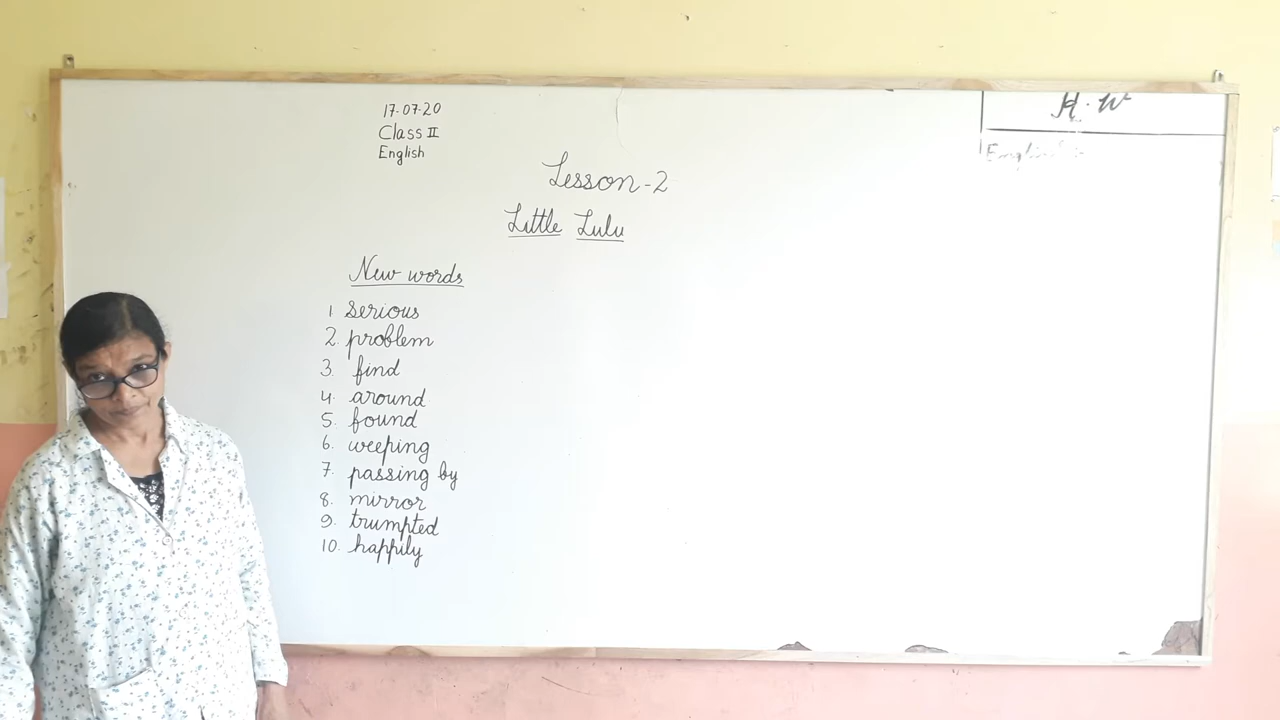 17.07.20
Class II
English
H.W
English
Lesson-2
Little Lulu
New words
1 serious
2. problem
3. find
4. around
5. found
6. weeping
7. passing by
8. mirror
9. trumpted
10. happily